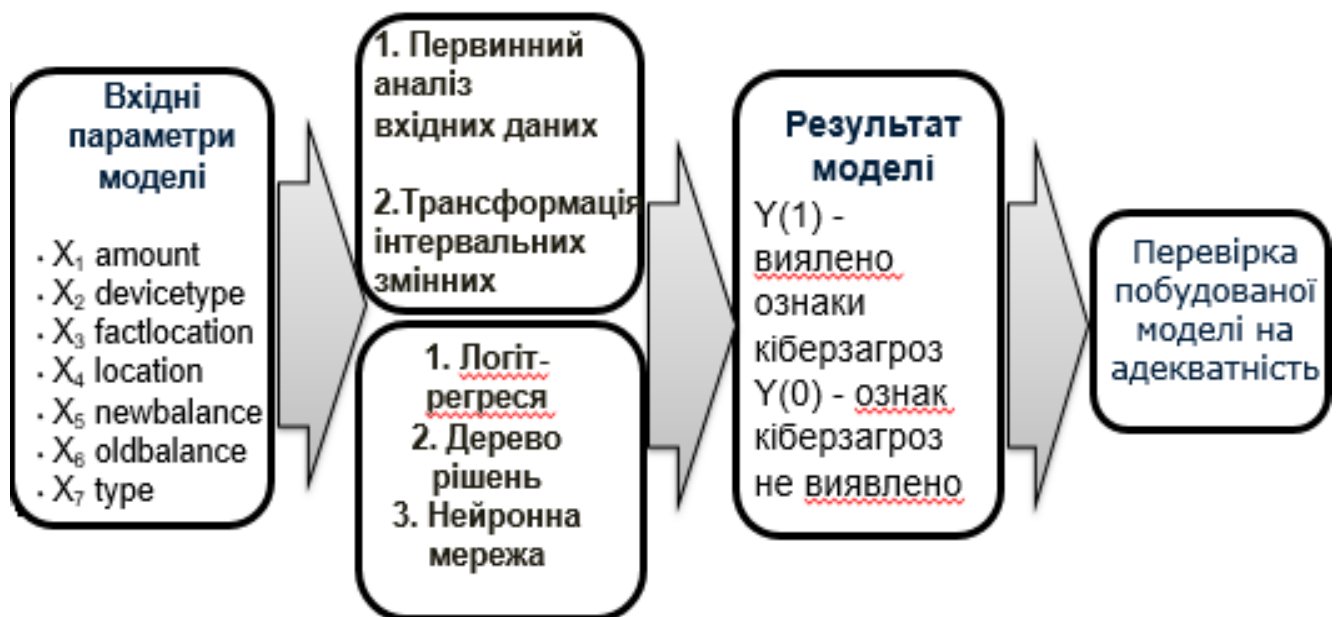 Вхідні
параметри
моделі
· X₁ amount
· X₂ devicetype
· X₃ factlocation
· X₄ location
· X₅ newbalance
· X₆ oldbalance
· X₇ type
1. Первинний
аналіз
вхідних даних
2.Трансформація
інтервальних
змінних
1. Логіт-
регреся
2. Дерево
рішень
3. Нейронна
мережа
Результат
моделі
Y(1) -
виялено
ознаки
кіберзагроз
Y(0) - ознак
кіберзагроз
не виявлено
Перевірка
побудованої
моделі на
адекватність